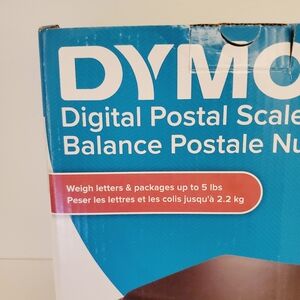 DYMO
Digital Postal Scale
Balance Postale Nu
Weigh letters & packages up to 5 lbs
Peser les lettres et les colis jusqu'à 2.2 kg